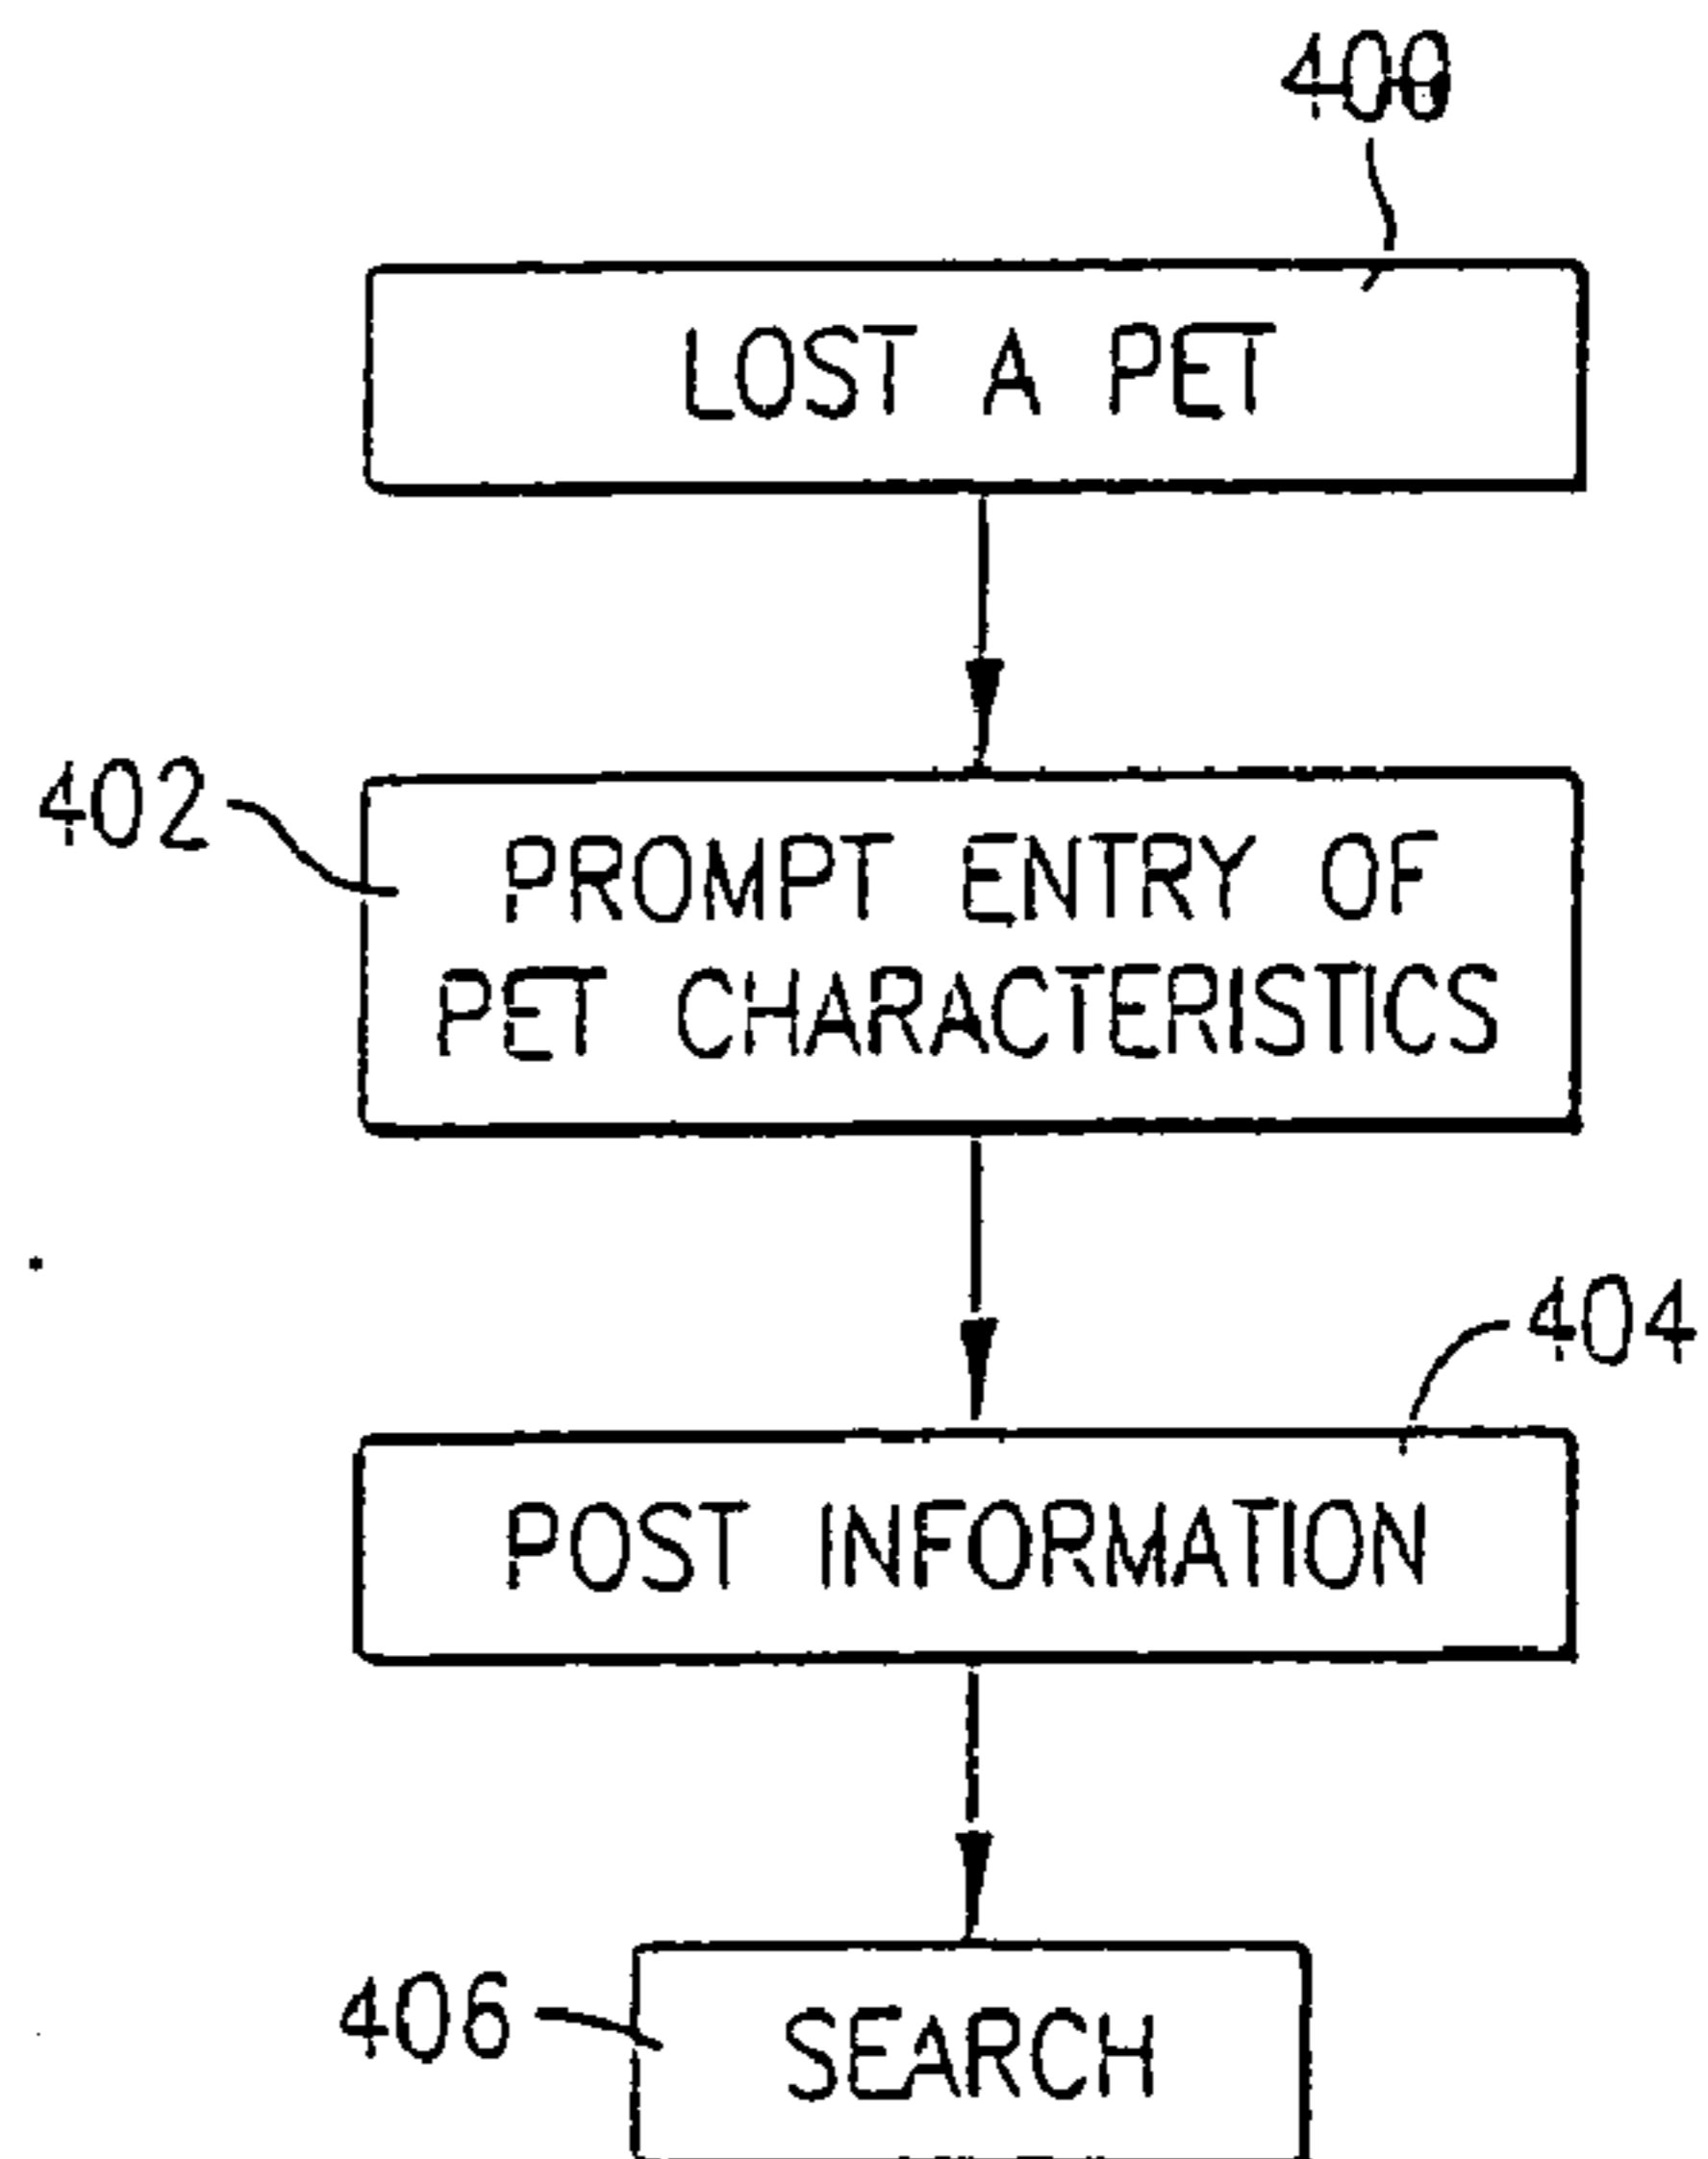 400
LOST A PET
402
PROMPT ENTRY OF
PET CHARACTERISTICS
404
POST INFORMATION
406
SEARCH